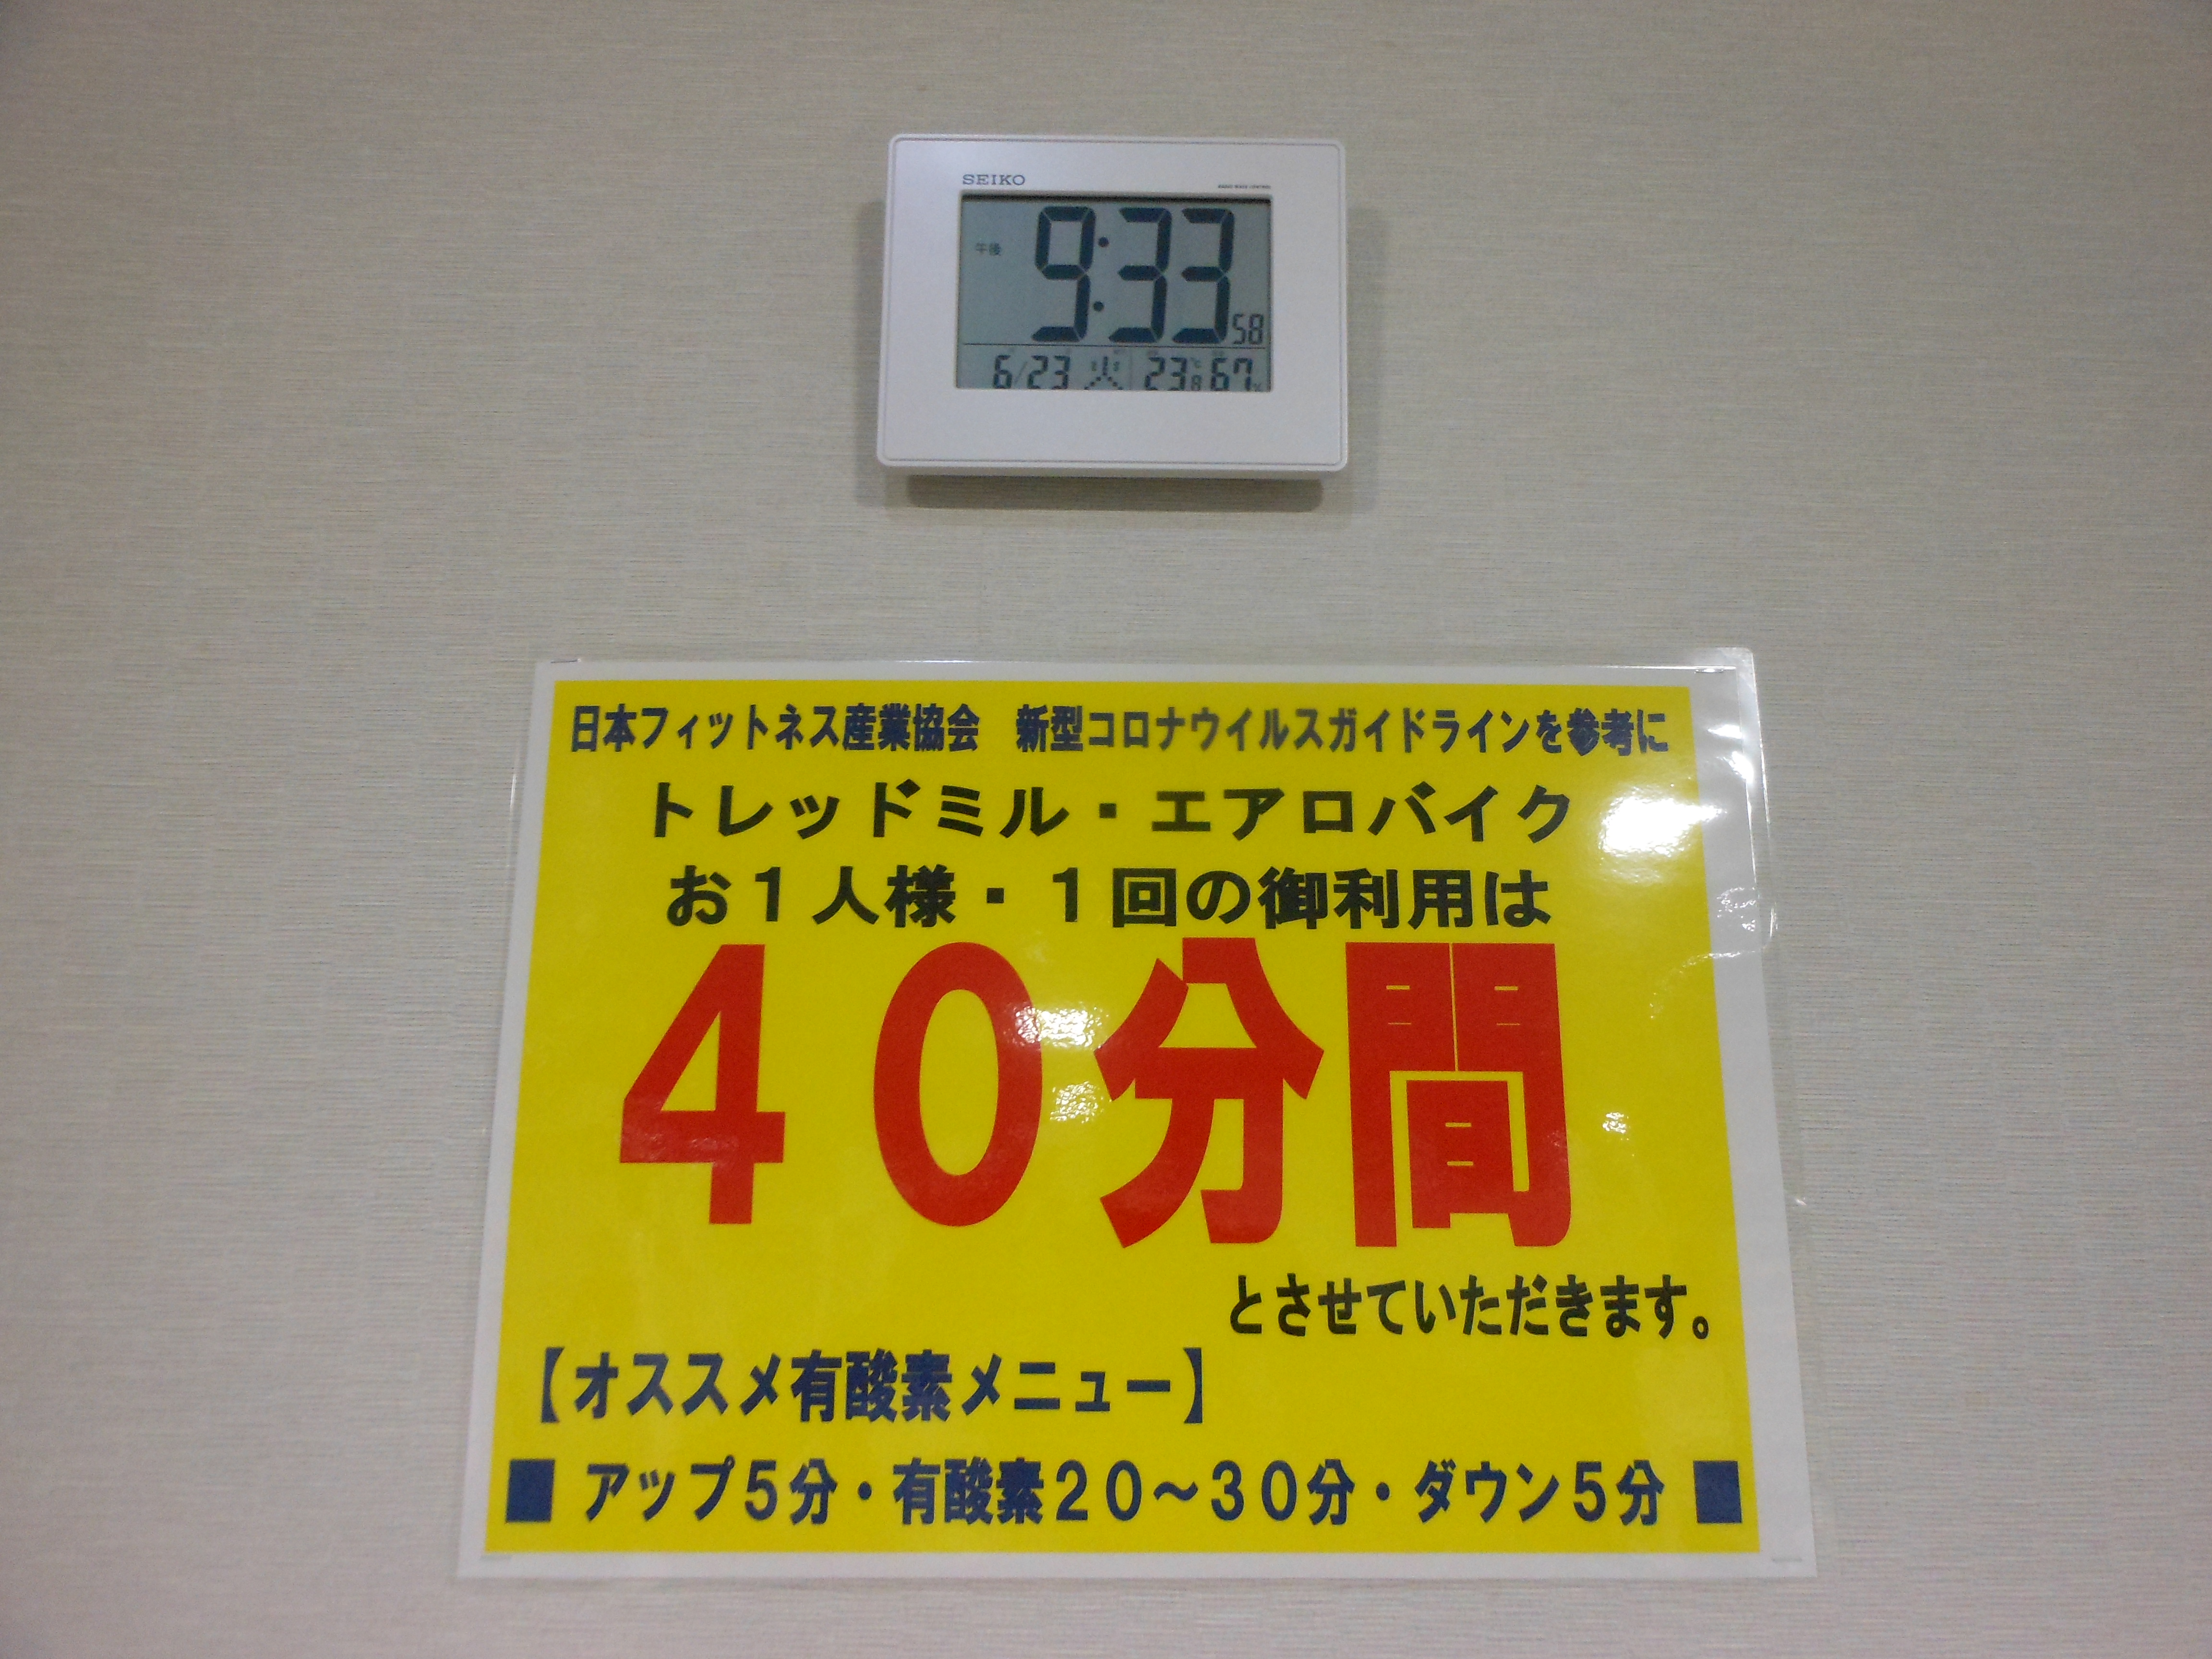 SEIKO
午後 9:33 58
6/23 火 23.8 ℃ 67 %
日本フィットネス産業協会　新型コロナウイルスガイドラインを参考に
トレッドミル・エアロバイク
お1人様・1回の御利用は
40分間
とさせていただきます。
【オススメ有酸素メニュー】
■ アップ5分・有酸素20～30分・ダウン5分 ■